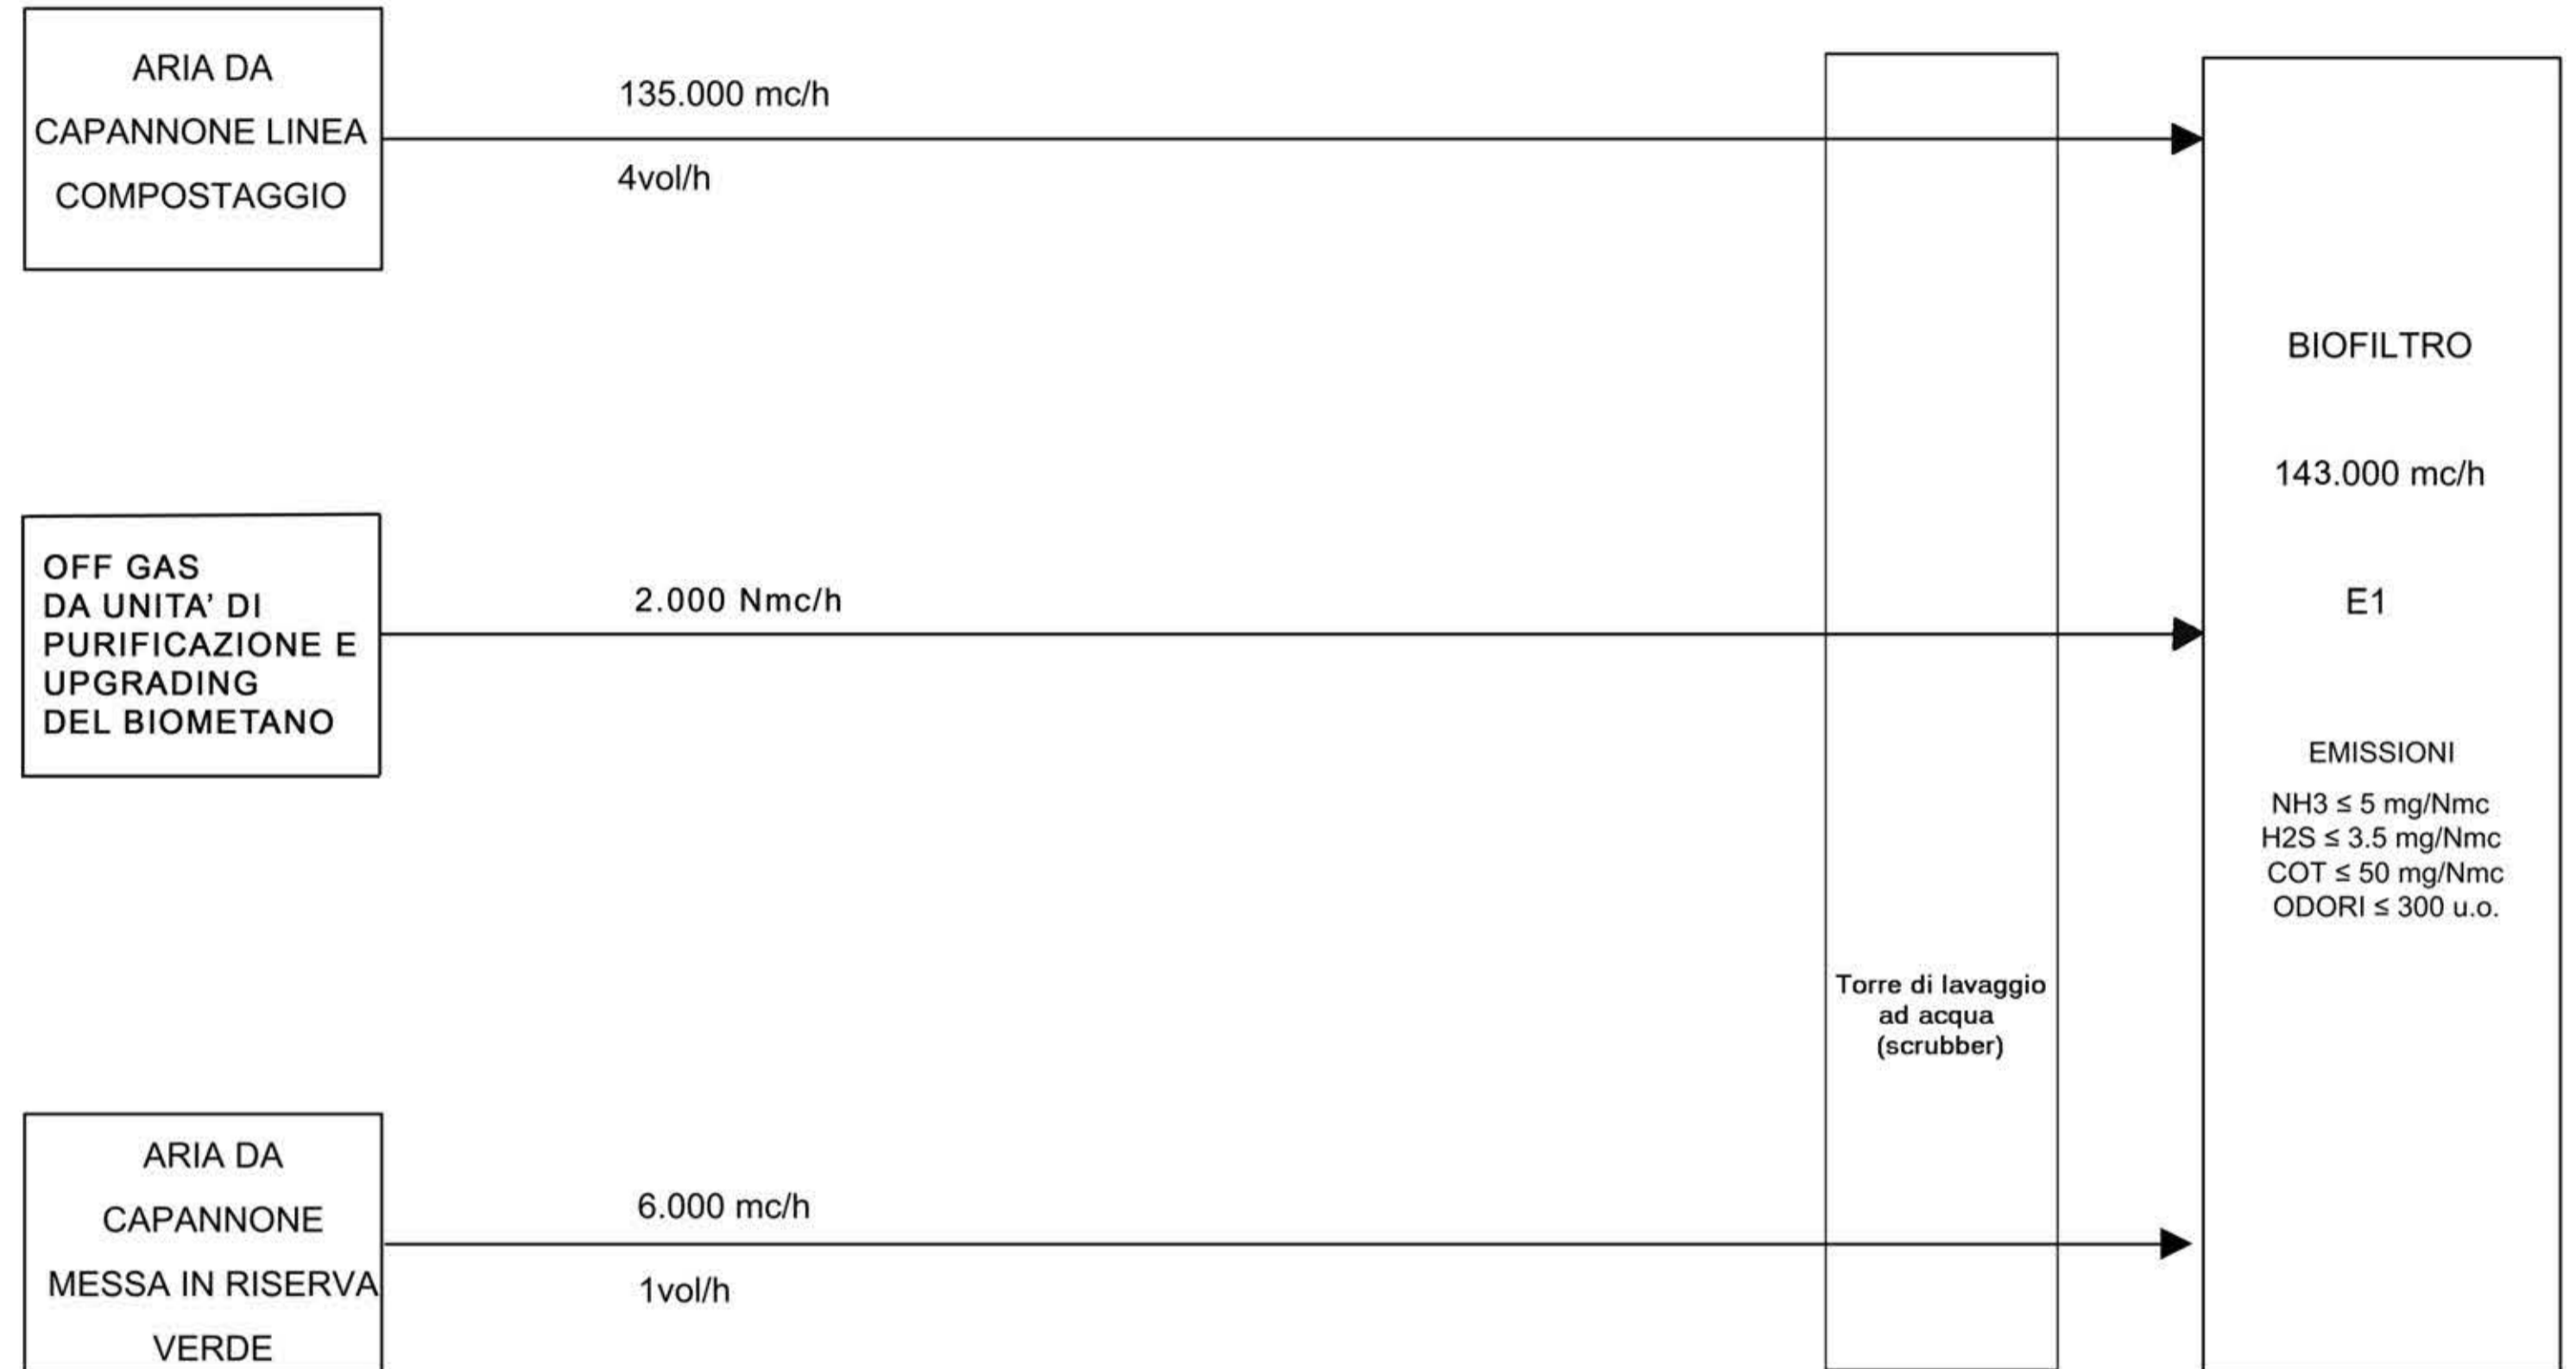 ARIA DA
CAPANNONE LINEA
COMPOSTAGGIO
135.000 mc/h
4vol/h
OFF GAS
DA UNITA' DI
PURIFICAZIONE E
UPGRADING
DEL BIOMETANO
2.000 Nmc/h
ARIA DA
CAPANNONE
MESSA IN RISERVA
VERDE
6.000 mc/h
1vol/h
Torre di lavaggio
ad acqua
(scrubber)
BIOFILTRO
143.000 mc/h
E1
EMISSIONI
NH3 ≤ 5 mg/Nmc
H2S ≤ 3.5 mg/Nmc
COT ≤ 50 mg/Nmc
ODORI ≤ 300 u.o.